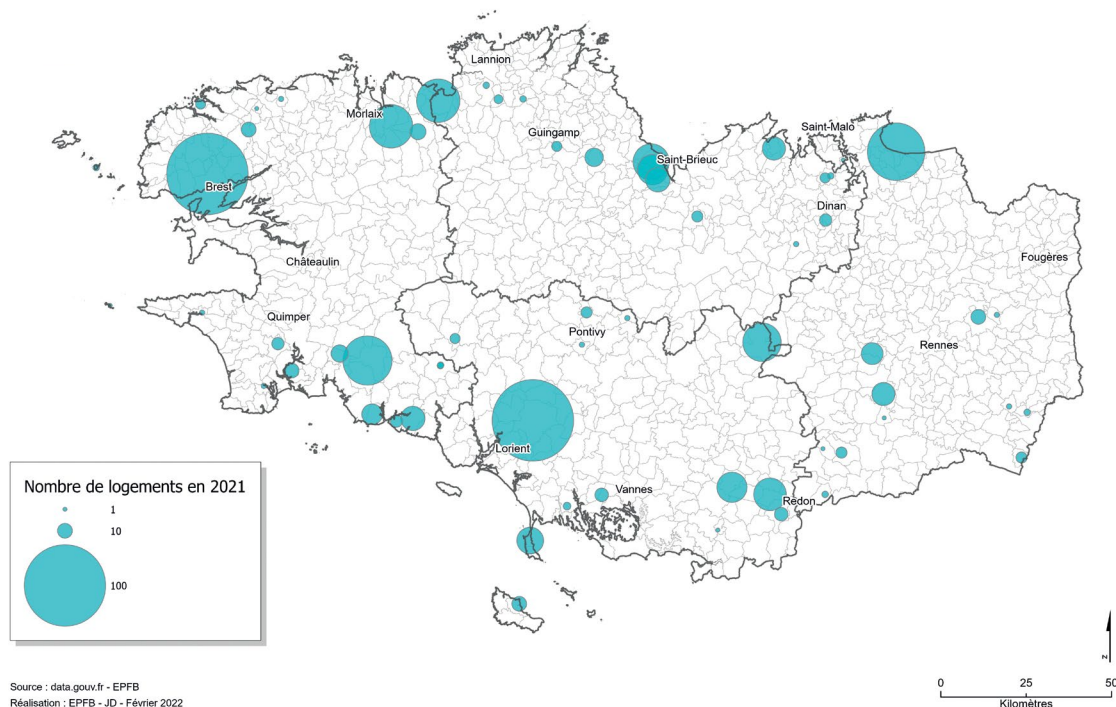 Lannion
Morlaix
Guingamp
Saint-Malo
Saint-Brieuc
Brest
Dinan
Châteaulin
Fougères
Quimper
Pontivy
Rennes
Lorient
Vannes
Redon
Nombre de logements en 2021
1
10
100
Source : data.gouv.fr - EPFB
Réalisation : EPFB - JD - Février 2022
N
0 25 50
Kilomètres